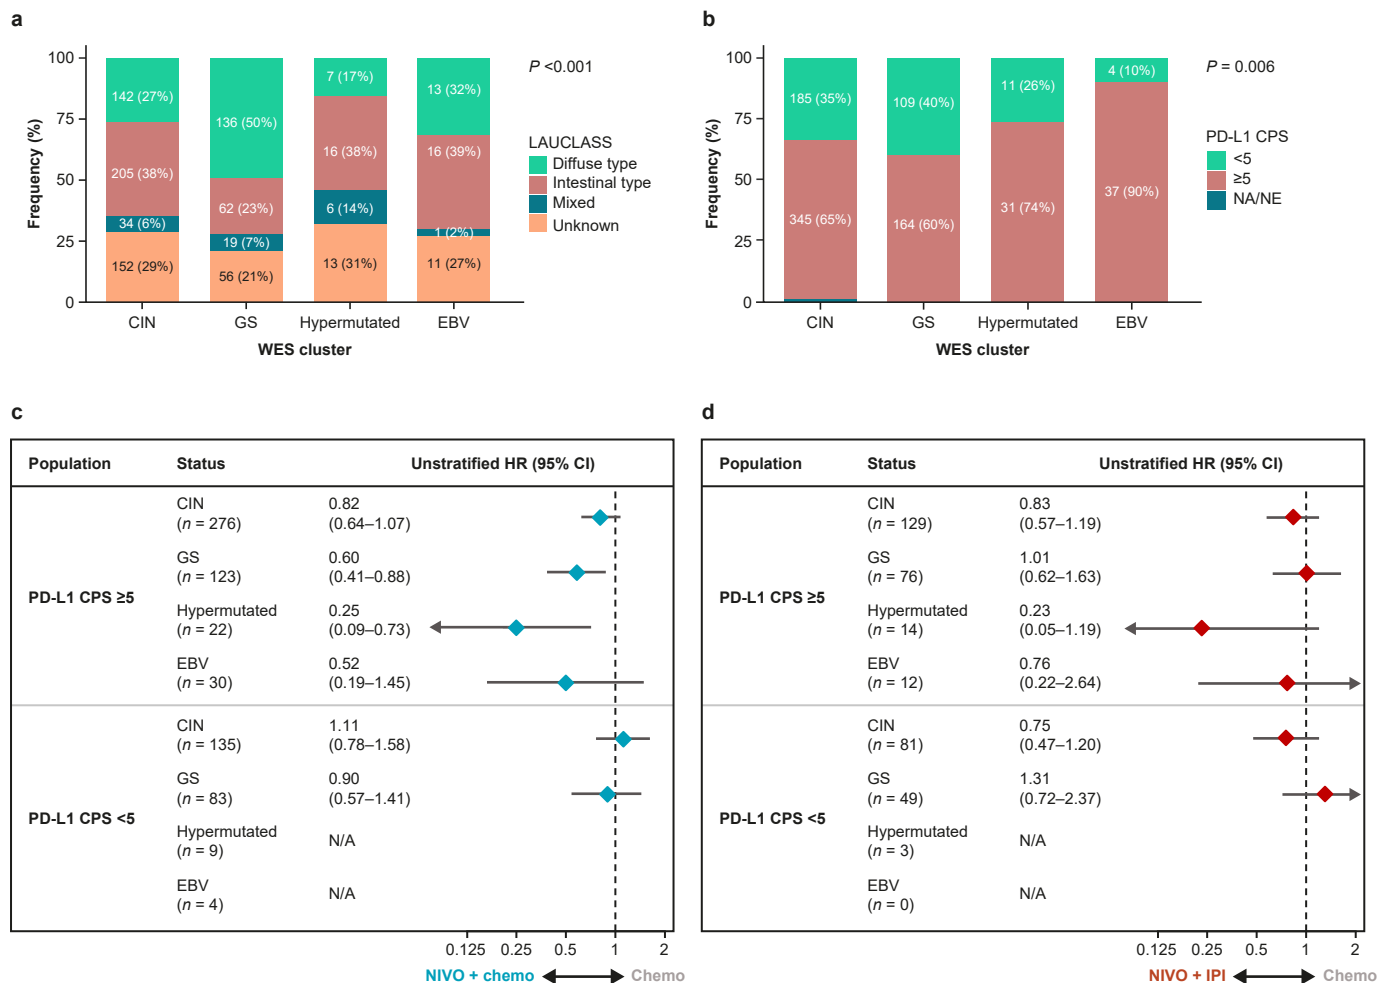 a
Frequency (%)
100
75
50
25
0
142 (27%)
205 (38%)
34 (6%)
152 (29%)
136 (50%)
62 (23%)
19 (7%)
56 (21%)
7 (17%)
16 (38%)
6 (14%)
13 (31%)
13 (32%)
16 (39%)
1 (2%)
11 (27%)
CIN
GS
Hypermutated
EBV
WES cluster
P <0.001
LAUCLASS
Diffuse type
Intestinal type
Mixed
Unknown
b
Frequency (%)
100
75
50
25
0
185 (35%)
345 (65%)
109 (40%)
164 (60%)
11 (26%)
31 (74%)
4 (10%)
37 (90%)
CIN
GS
Hypermutated
EBV
WES cluster
P = 0.006
PD-L1 CPS
<5
≥5
NA/NE
c
Population Status Unstratified HR (95% CI)
PD-L1 CPS ≥5
CIN 0.82
(n = 276) (0.64–1.07)
GS 0.60
(n = 123) (0.41–0.88)
Hypermutated 0.25
(n = 22) (0.09–0.73)
EBV 0.52
(n = 30) (0.19–1.45)
PD-L1 CPS <5
CIN 1.11
(n = 135) (0.78–1.58)
GS 0.90
(n = 83) (0.57–1.41)
Hypermutated
(n = 9) N/A
EBV
(n = 4) N/A
0.125 0.25 0.5 1 2
NIVO + chemo Chemo
d
Population Status Unstratified HR (95% CI)
PD-L1 CPS ≥5
CIN 0.83
(n = 129) (0.57–1.19)
GS 1.01
(n = 76) (0.62–1.63)
Hypermutated 0.23
(n = 14) (0.05–1.19)
EBV 0.76
(n = 12) (0.22–2.64)
PD-L1 CPS <5
CIN 0.75
(n = 81) (0.47–1.20)
GS 1.31
(n = 49) (0.72–2.37)
Hypermutated
(n = 3) N/A
EBV
(n = 0) N/A
0.125 0.25 0.5 1 2
NIVO + IPI Chemo